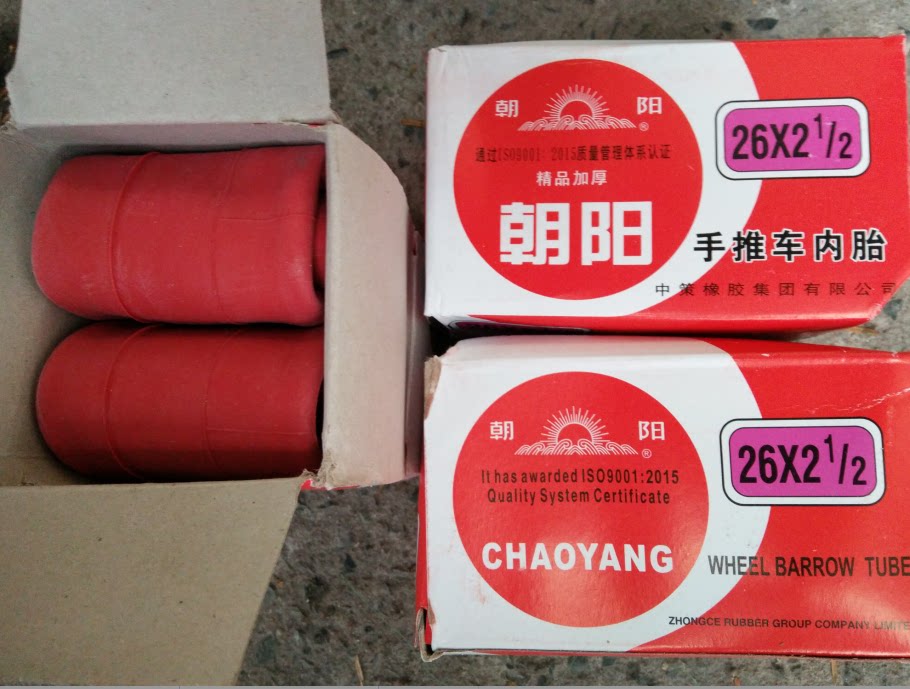 朝 阳
®
通过ISO9001:2015质量管理体系认证
精品加厚
朝阳
26X2 1/2
手推车内胎
中策橡胶集团有限公司
朝 阳
®
It has awarded ISO9001:2015
Quality System Certificate
CHAOYANG
26X2 1/2
WHEEL BARROW TUBE
ZHONGCE RUBBER GROUP COMPANY LIMITE